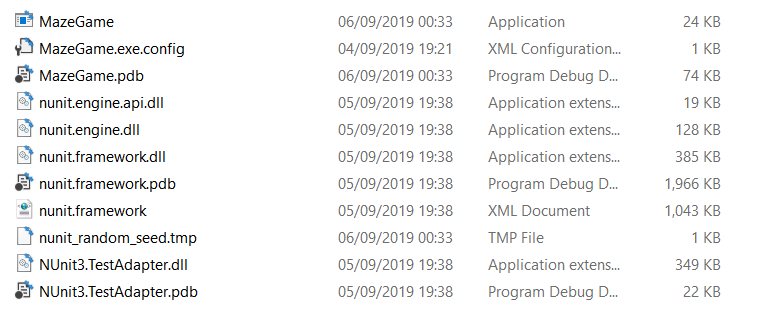 MazeGame 06/09/2019 00:33 Application 24 KB
MazeGame.exe.config 04/09/2019 19:21 XML Configuration... 1 KB
MazeGame.pdb 06/09/2019 00:33 Program Debug D... 74 KB
nunit.engine.api.dll 05/09/2019 19:38 Application extens... 19 KB
nunit.engine.dll 05/09/2019 19:38 Application extens... 128 KB
nunit.framework.dll 05/09/2019 19:38 Application extens... 385 KB
nunit.framework.pdb 05/09/2019 19:38 Program Debug D... 1,966 KB
nunit.framework 05/09/2019 19:38 XML Document 1,043 KB
nunit_random_seed.tmp 06/09/2019 00:33 TMP File 1 KB
NUnit3.TestAdapter.dll 05/09/2019 19:38 Application extens... 349 KB
NUnit3.TestAdapter.pdb 05/09/2019 19:38 Program Debug D... 22 KB